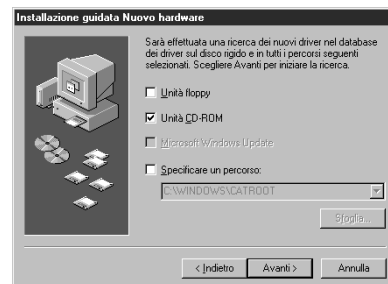 Installazione guidata Nuovo hardware
Sarà effettuata una ricerca dei nuovi driver nel database
dei driver sul disco rigido e in tutti i percorsi seguenti
selezionati. Scegliere Avanti per iniziare la ricerca.
Unità floppy
Unità CD-ROM
Microsoft Windows Update
Specificare un percorso:
C:\WINDOWS\CATROOT
Sfoglia...
< Indietro
Avanti >
Annulla